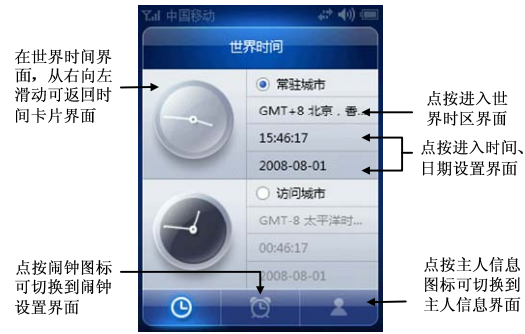 中国移动
世界时间
在世界时间界
面，从右向左
滑动可返回时
间卡片界面
常驻城市
GMT+8 北京，香...
15:46:17
2008-08-01
点按进入世
界时区界面
点按进入时间、
日期设置界面
访问城市
GMT-8 太平洋时...
00:46:17
2008-08-01
点按闹钟图标
可切换到闹钟
设置界面
点按主人信息
图标可切换到
主人信息界面